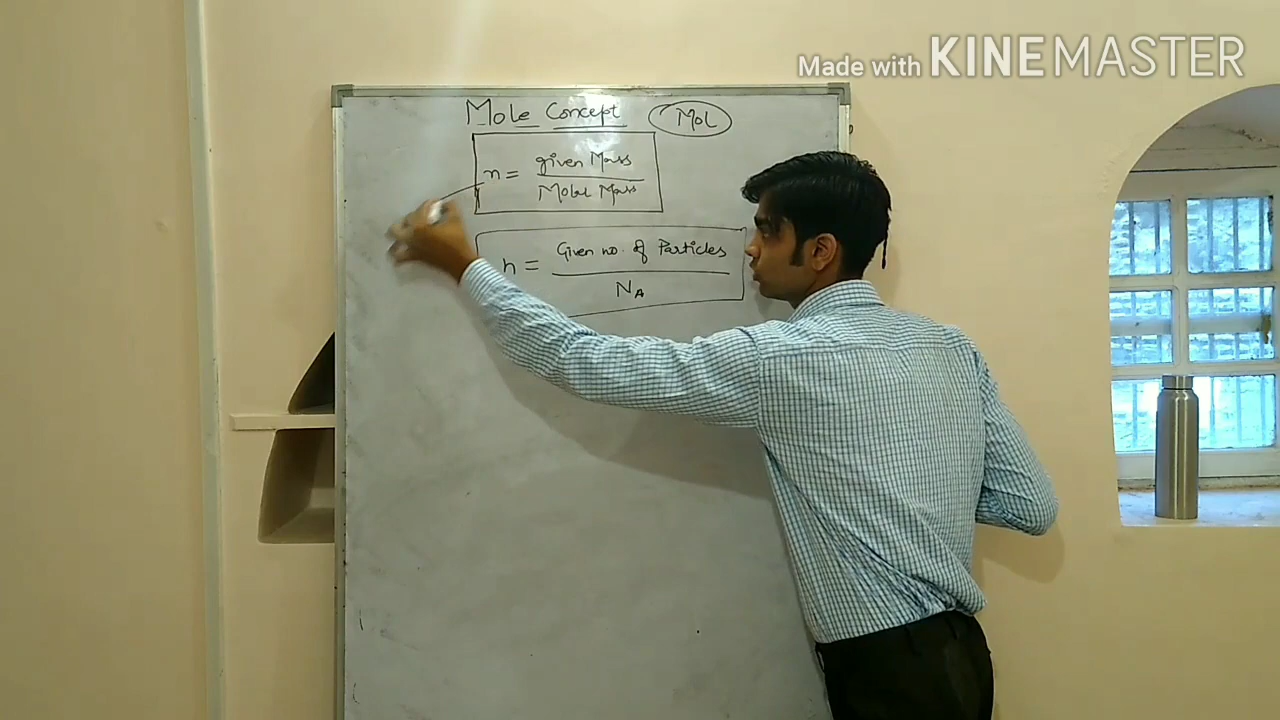 Made with KINEMASTER
Mole Concept Mol
n = given Mass
Molar Mass
n = Given no. of Particles
NA